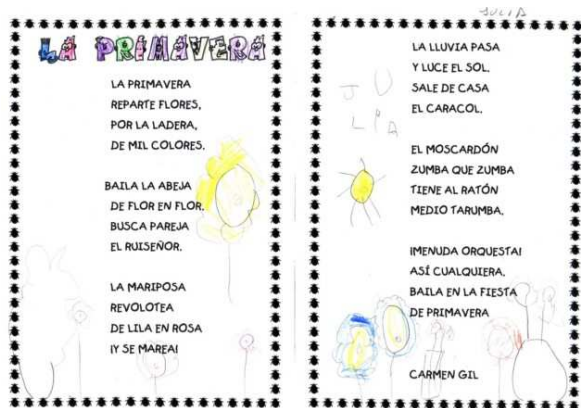 LA PRIMAVERA
LA PRIMAVERA
REPARTE FLORES,
POR LA LADERA,
DE MIL COLORES.
BAILA LA ABEJA
DE FLOR EN FLOR.
BUSCA PAREJA
EL RUISEÑOR.
LA MARIPOSA
REVOLOTEA
DE LILA EN ROSA
¡Y SE MAREA!
JULIA
LA LLUVIA PASA
Y LUCE EL SOL.
SALE DE CASA
EL CARACOL.
JU
LIA
EL MOSCARDÓN
ZUMBA QUE ZUMBA
TIENE AL RATÓN
MEDIO TARUMBA.
¡MENUDA ORQUESTA!
ASÍ CUALQUIERA.
BAILA EN LA FIESTA
DE PRIMAVERA
CARMEN GIL